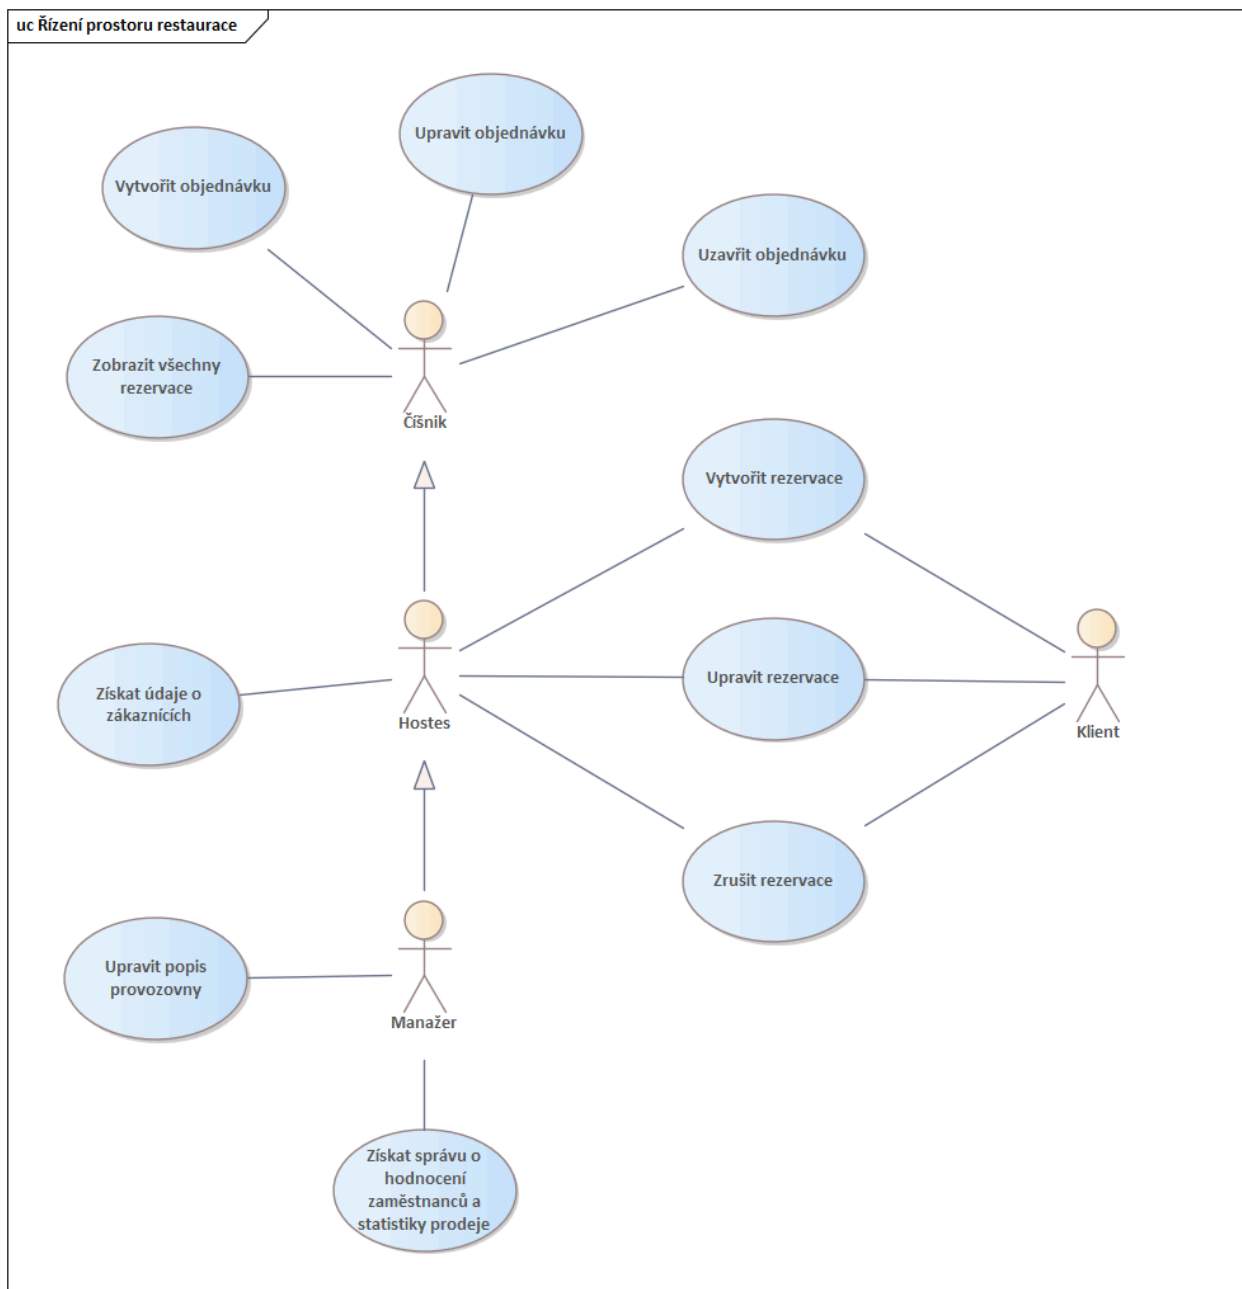 uc Řízení prostoru restaurace
Upravit objednávku
Vytvořit objednávku
Uzavřit objednávku
Zobrazit všechny
rezervace
Číšnik
Vytvořit rezervace
Získat údaje o
zákaznících
Hostes
Upravit rezervace
Klient
Zrušit rezervace
Upravit popis
provozovny
Manažer
Získat správu o
hodnocení
zaměstnanců a
statistiky prodeje